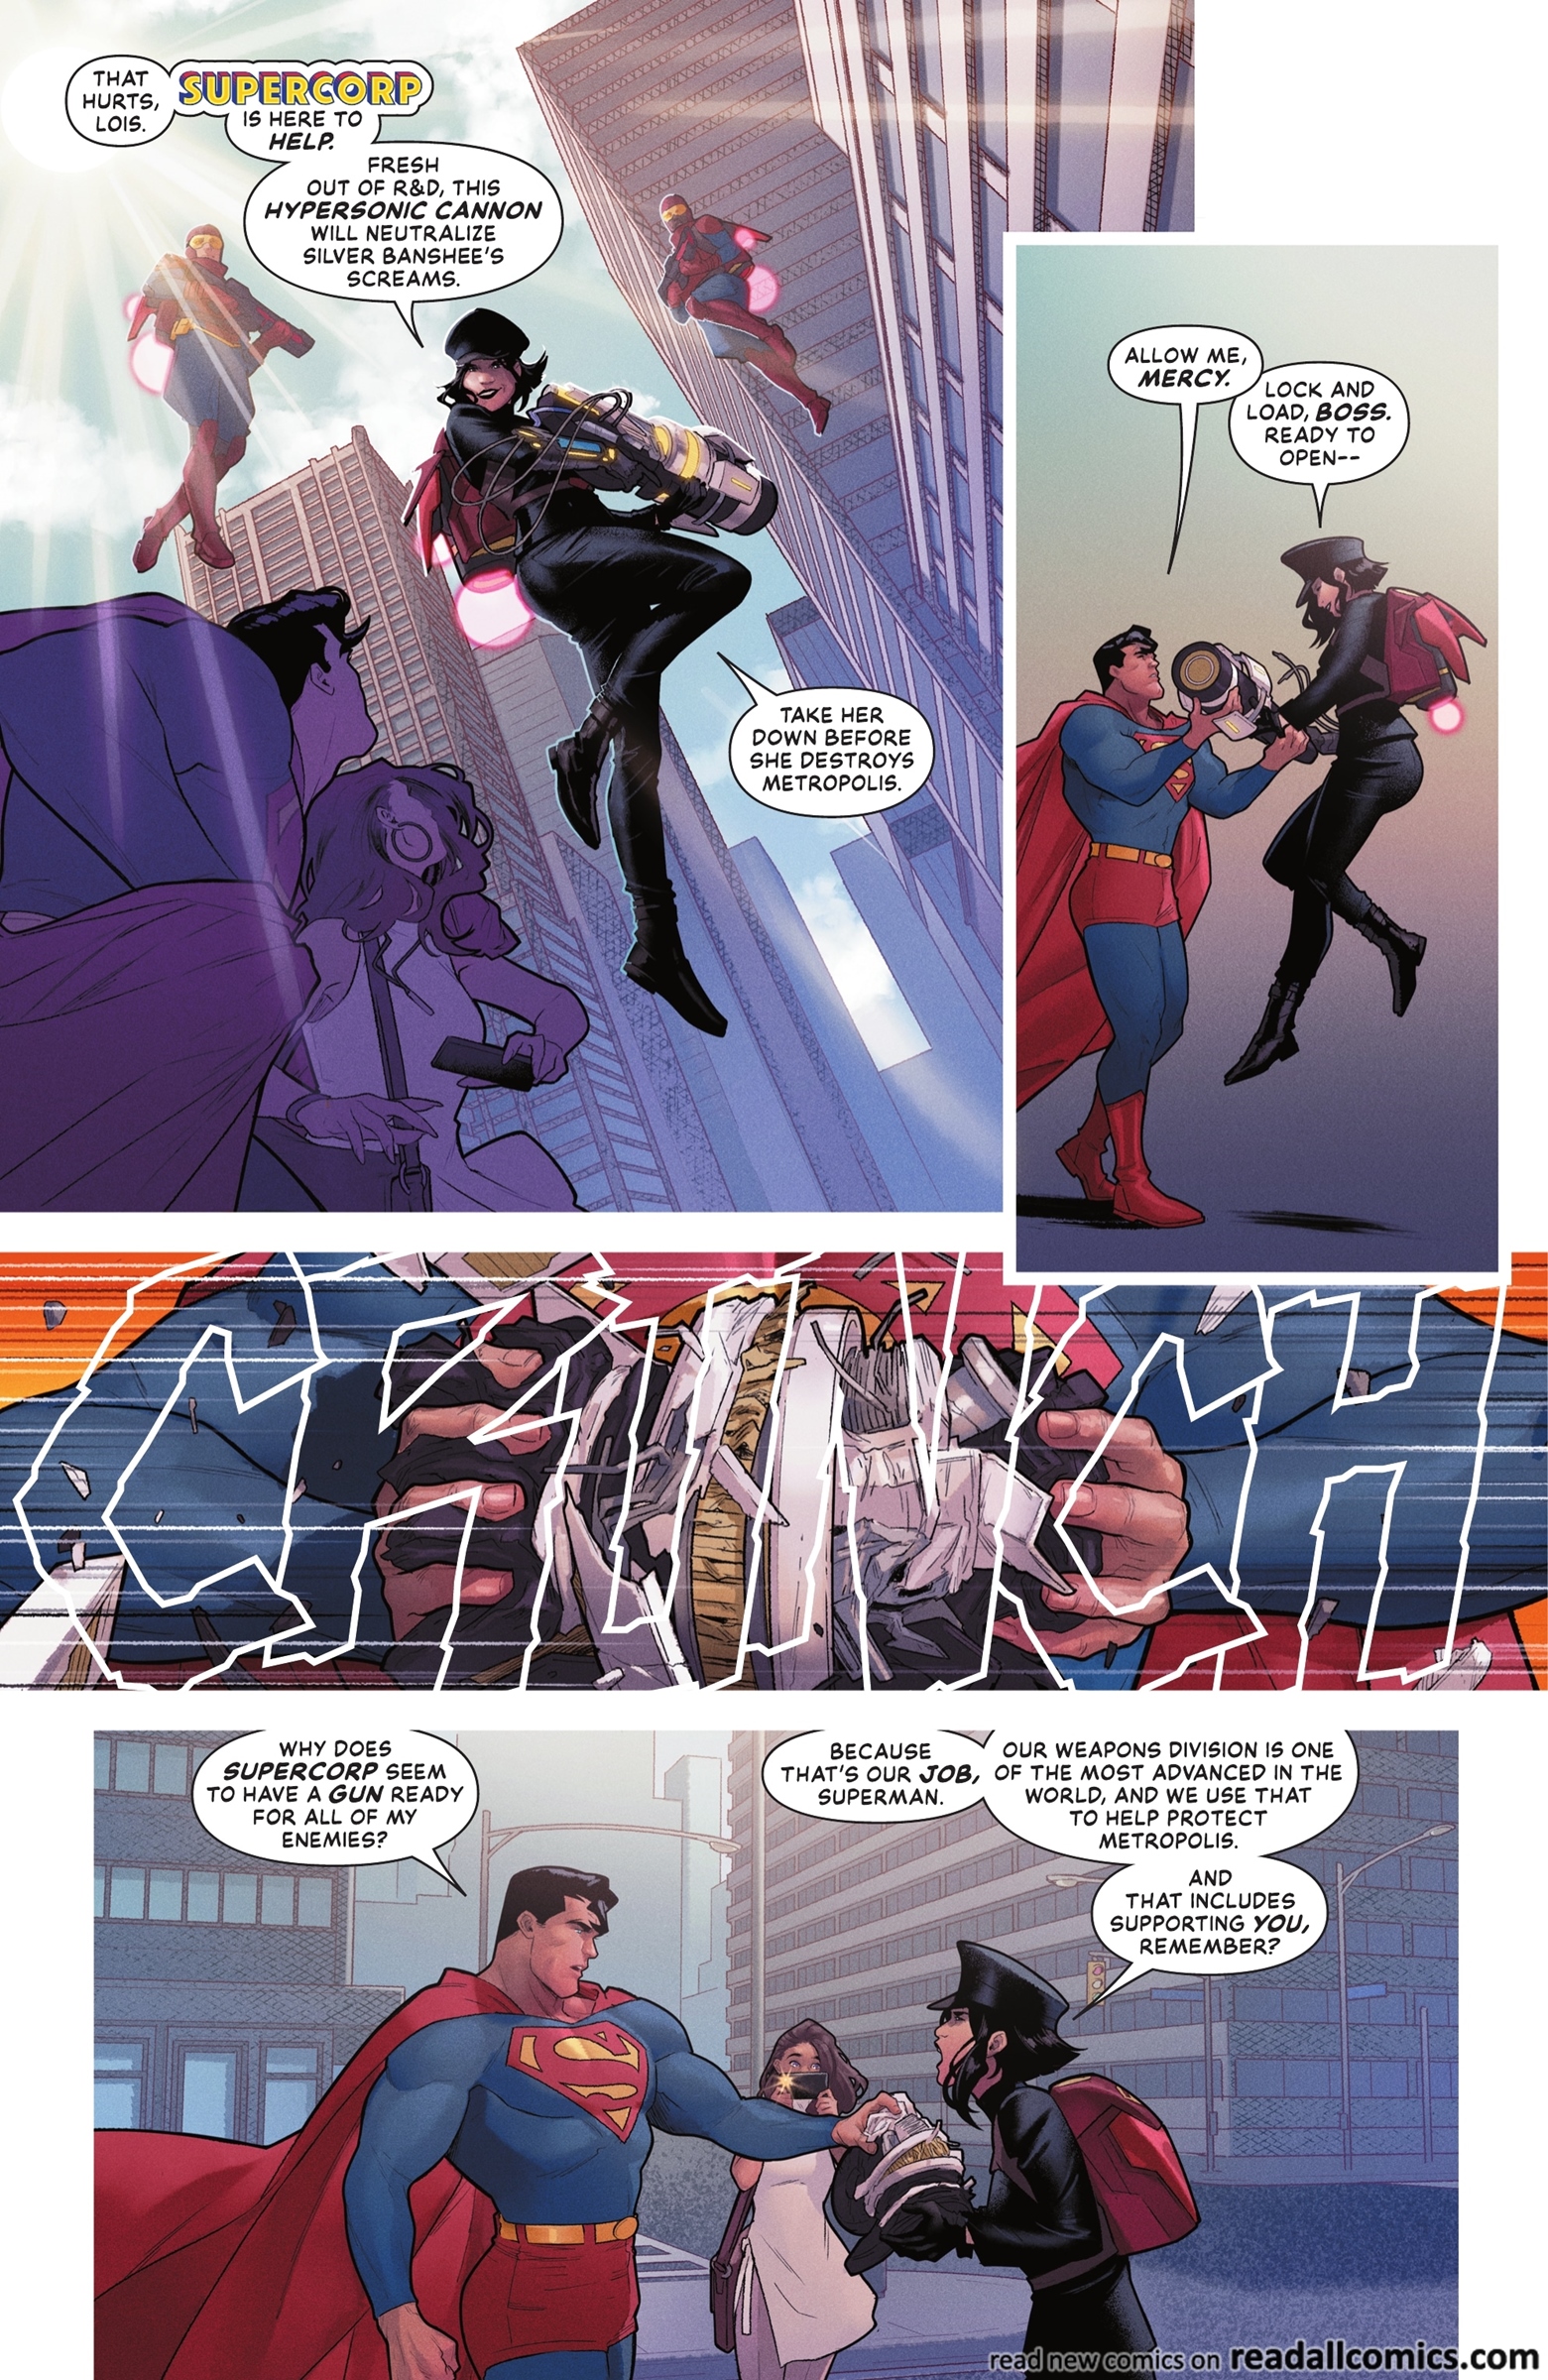 THAT
HURTS,
LOIS.
SUPERCORP
IS HERE TO
HELP.
FRESH
OUT OF R&D, THIS
HYPERSONIC CANNON
WILL NEUTRALIZE
SILVER BANSHEE'S
SCREAMS.
TAKE HER
DOWN BEFORE
SHE DESTROYS
METROPOLIS.
ALLOW ME,
MERCY.
LOCK AND
LOAD, BOSS.
READY TO
OPEN--
CRUNCH
WHY DOES
SUPERCORP SEEM
TO HAVE A GUN READY
FOR ALL OF MY
ENEMIES?
BECAUSE
THAT'S OUR JOB,
SUPERMAN.
OUR WEAPONS DIVISION IS ONE
OF THE MOST ADVANCED IN THE
WORLD, AND WE USE THAT
TO HELP PROTECT
METROPOLIS.
AND
THAT INCLUDES
SUPPORTING YOU,
REMEMBER?
read new comics on readallcomics.com